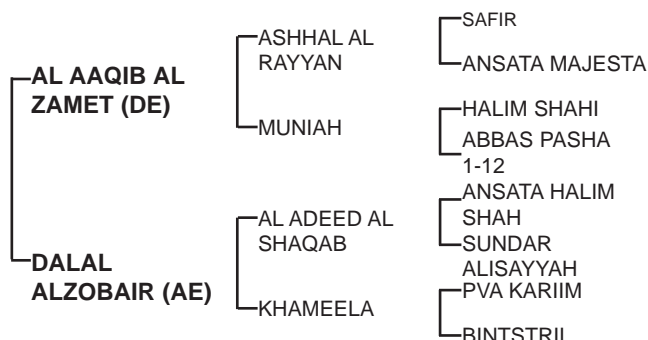 SAFIR
ASHHAL AL
RAYYAN
ANSATA MAJESTA
AL AAQIB AL
ZAMET (DE)
HALIM SHAHI
MUNIAH
ABBAS PASHA
1-12
ANSATA HALIM
SHAH
AL ADEED AL
SHAQAB
SUNDAR
ALISAYYAH
DALAL
ALZOBAIR (AE)
PVA KARIIM
KHAMEELA